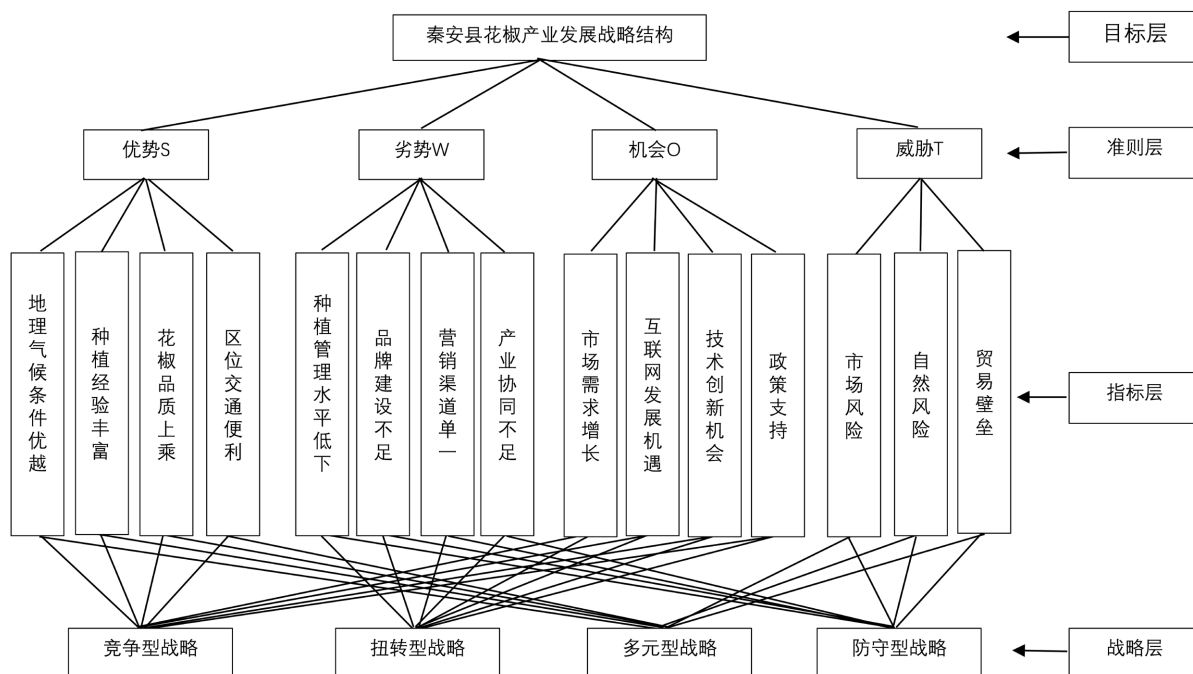 秦安县花椒产业发展战略结构
目标层
优势S
劣势W
机会O
威胁T
准则层
地理气候条件优越
种植经验丰富
花椒品质上乘
区位交通便利
种植管理水平低下
品牌建设不足
营销渠道单一
产业协同不足
市场需求增长
互联网发展机遇
技术创新机会
政策支持
市场风险
自然风险
贸易壁垒
指标层
竞争型战略
扭转型战略
多元型战略
防守型战略
战略层